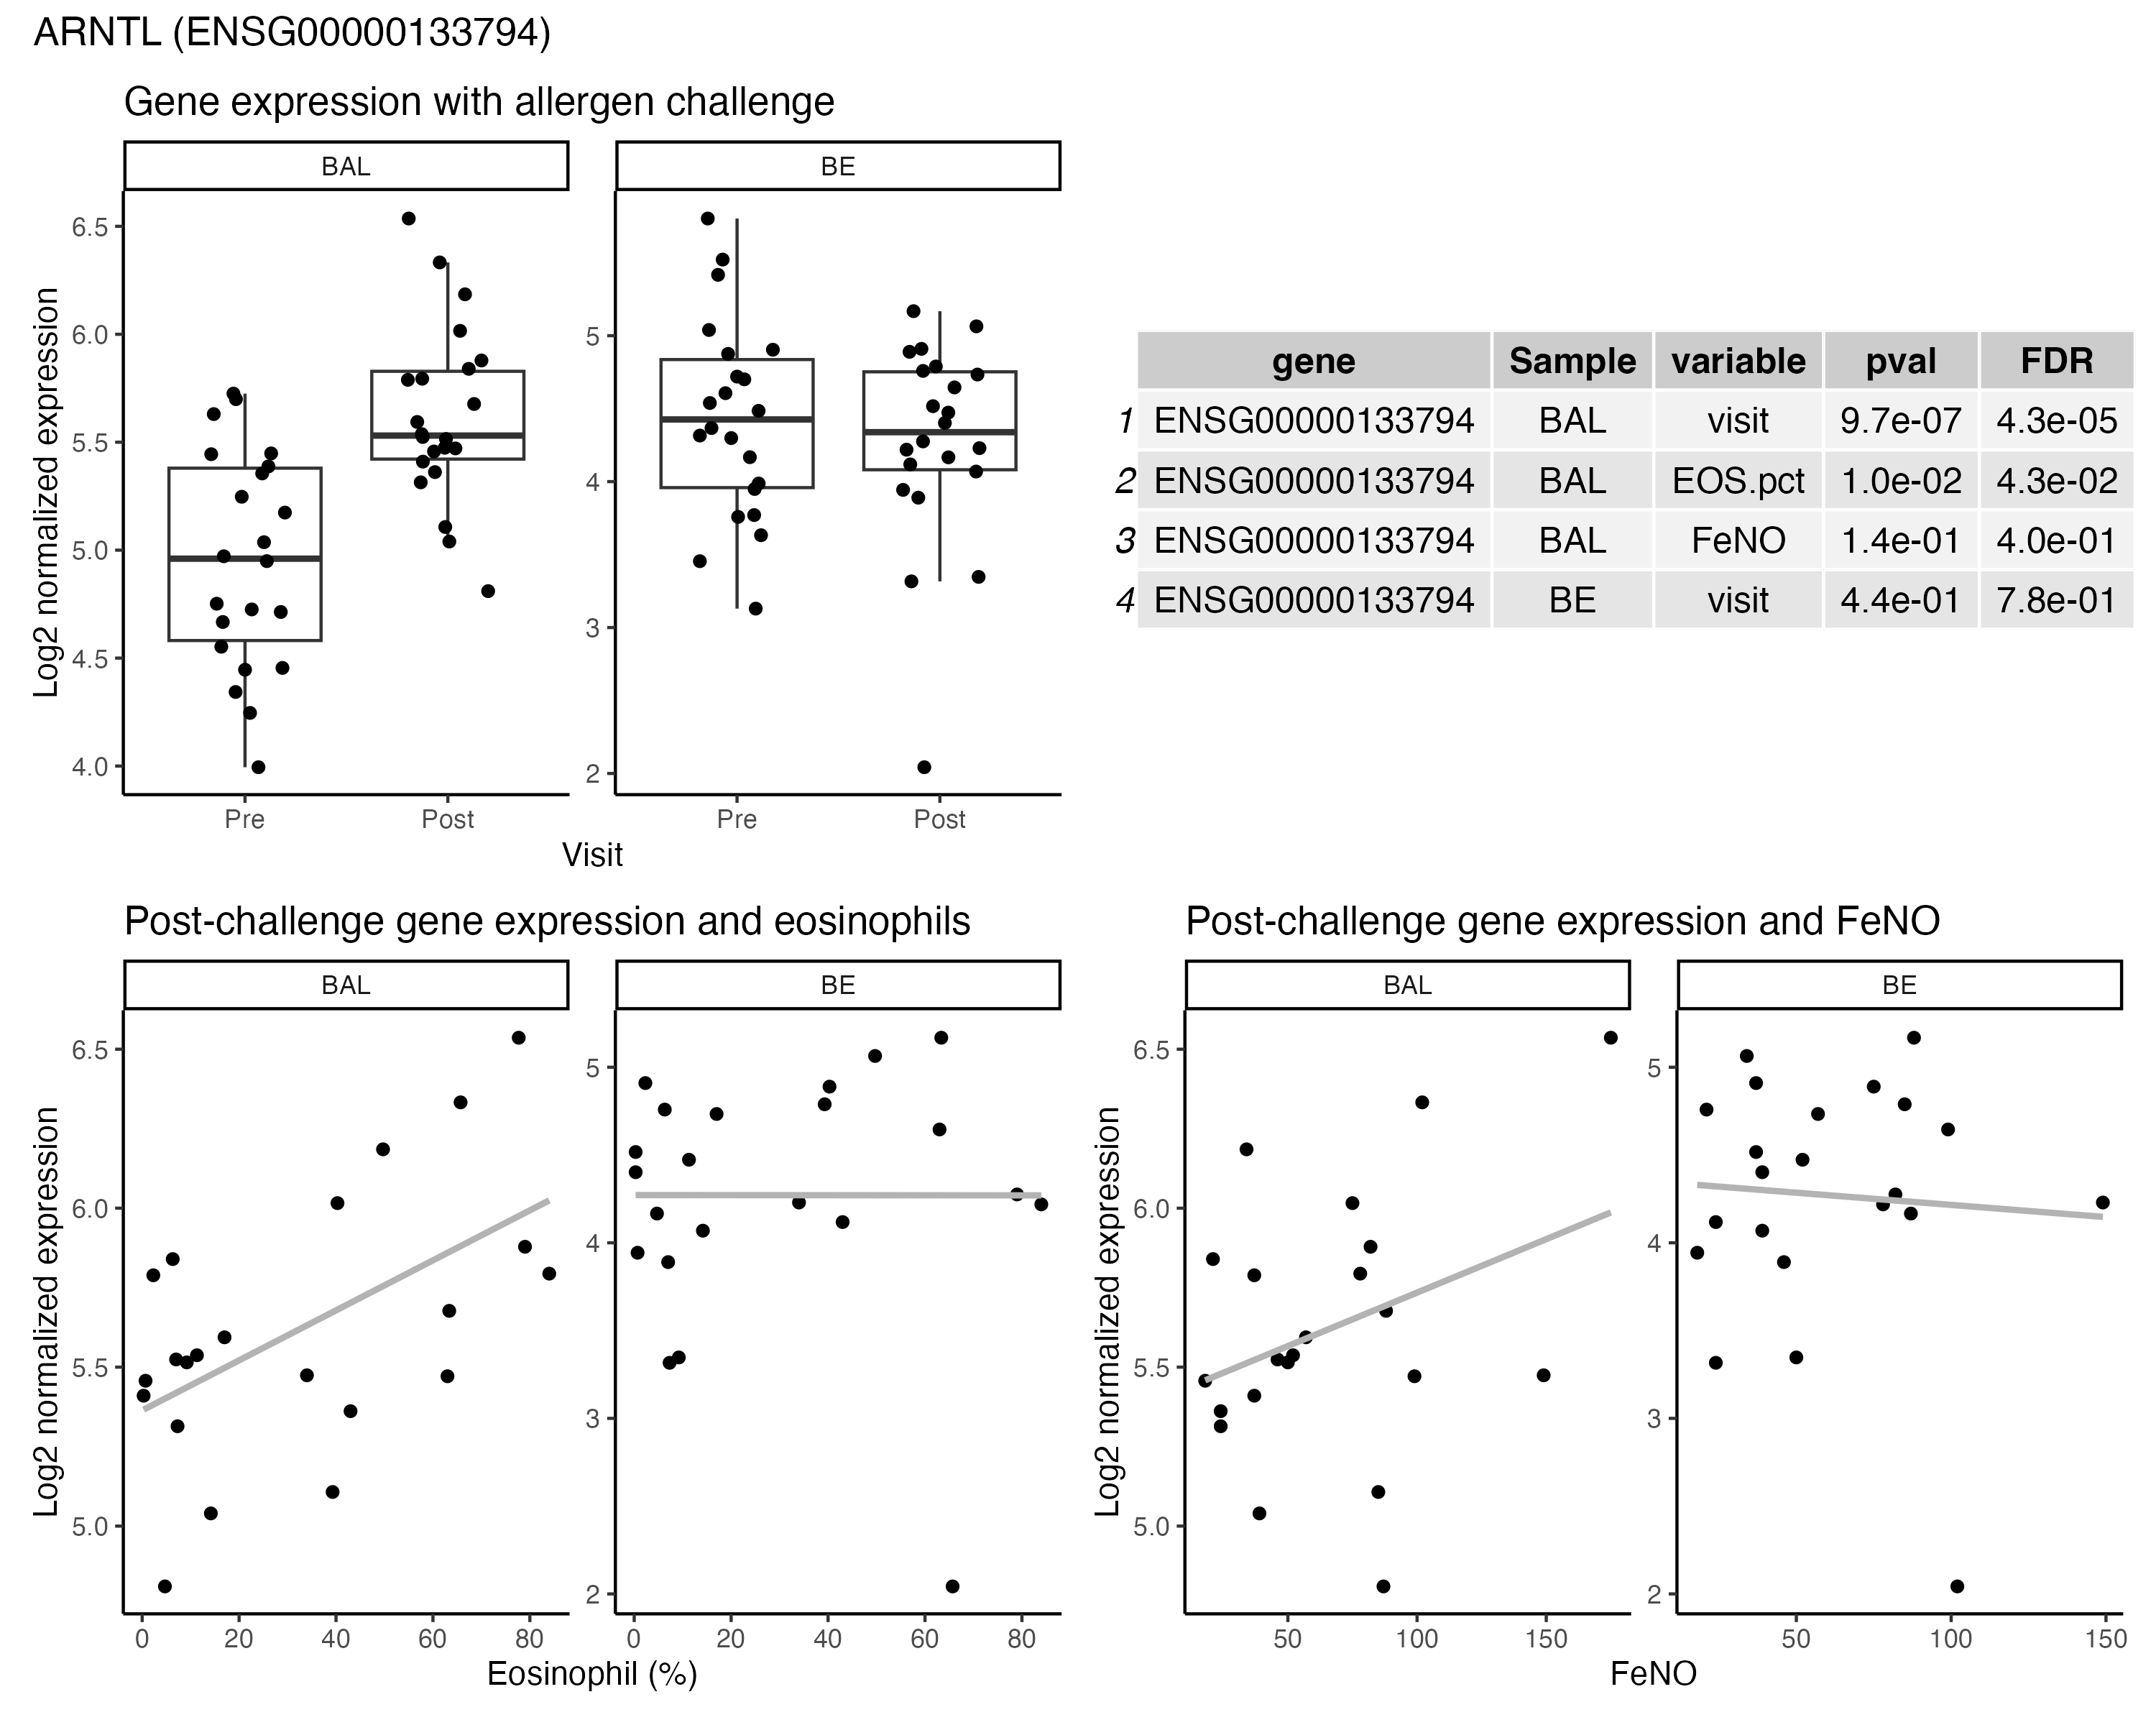 ARNTL (ENSG00000133794)
Gene expression with allergen challenge
BAL
BE
Log2 normalized expression
6.5
6.0
5.5
5.0
4.5
4.0
5
4
3
2
Pre
Post
Pre
Post
Visit
gene Sample variable pval FDR
1 ENSG00000133794 BAL visit 9.7e-07 4.3e-05
2 ENSG00000133794 BAL EOS.pct 1.0e-02 4.3e-02
3 ENSG00000133794 BAL FeNO 1.4e-01 4.0e-01
4 ENSG00000133794 BE visit 4.4e-01 7.8e-01
Post-challenge gene expression and eosinophils
BAL
BE
Log2 normalized expression
6.5
6.0
5.5
5.0
5
4
3
2
0 20 40 60 80
0 20 40 60 80
Eosinophil (%)
Post-challenge gene expression and FeNO
BAL
BE
Log2 normalized expression
6.5
6.0
5.5
5.0
5
4
3
2
50 100 150
50 100 150
FeNO